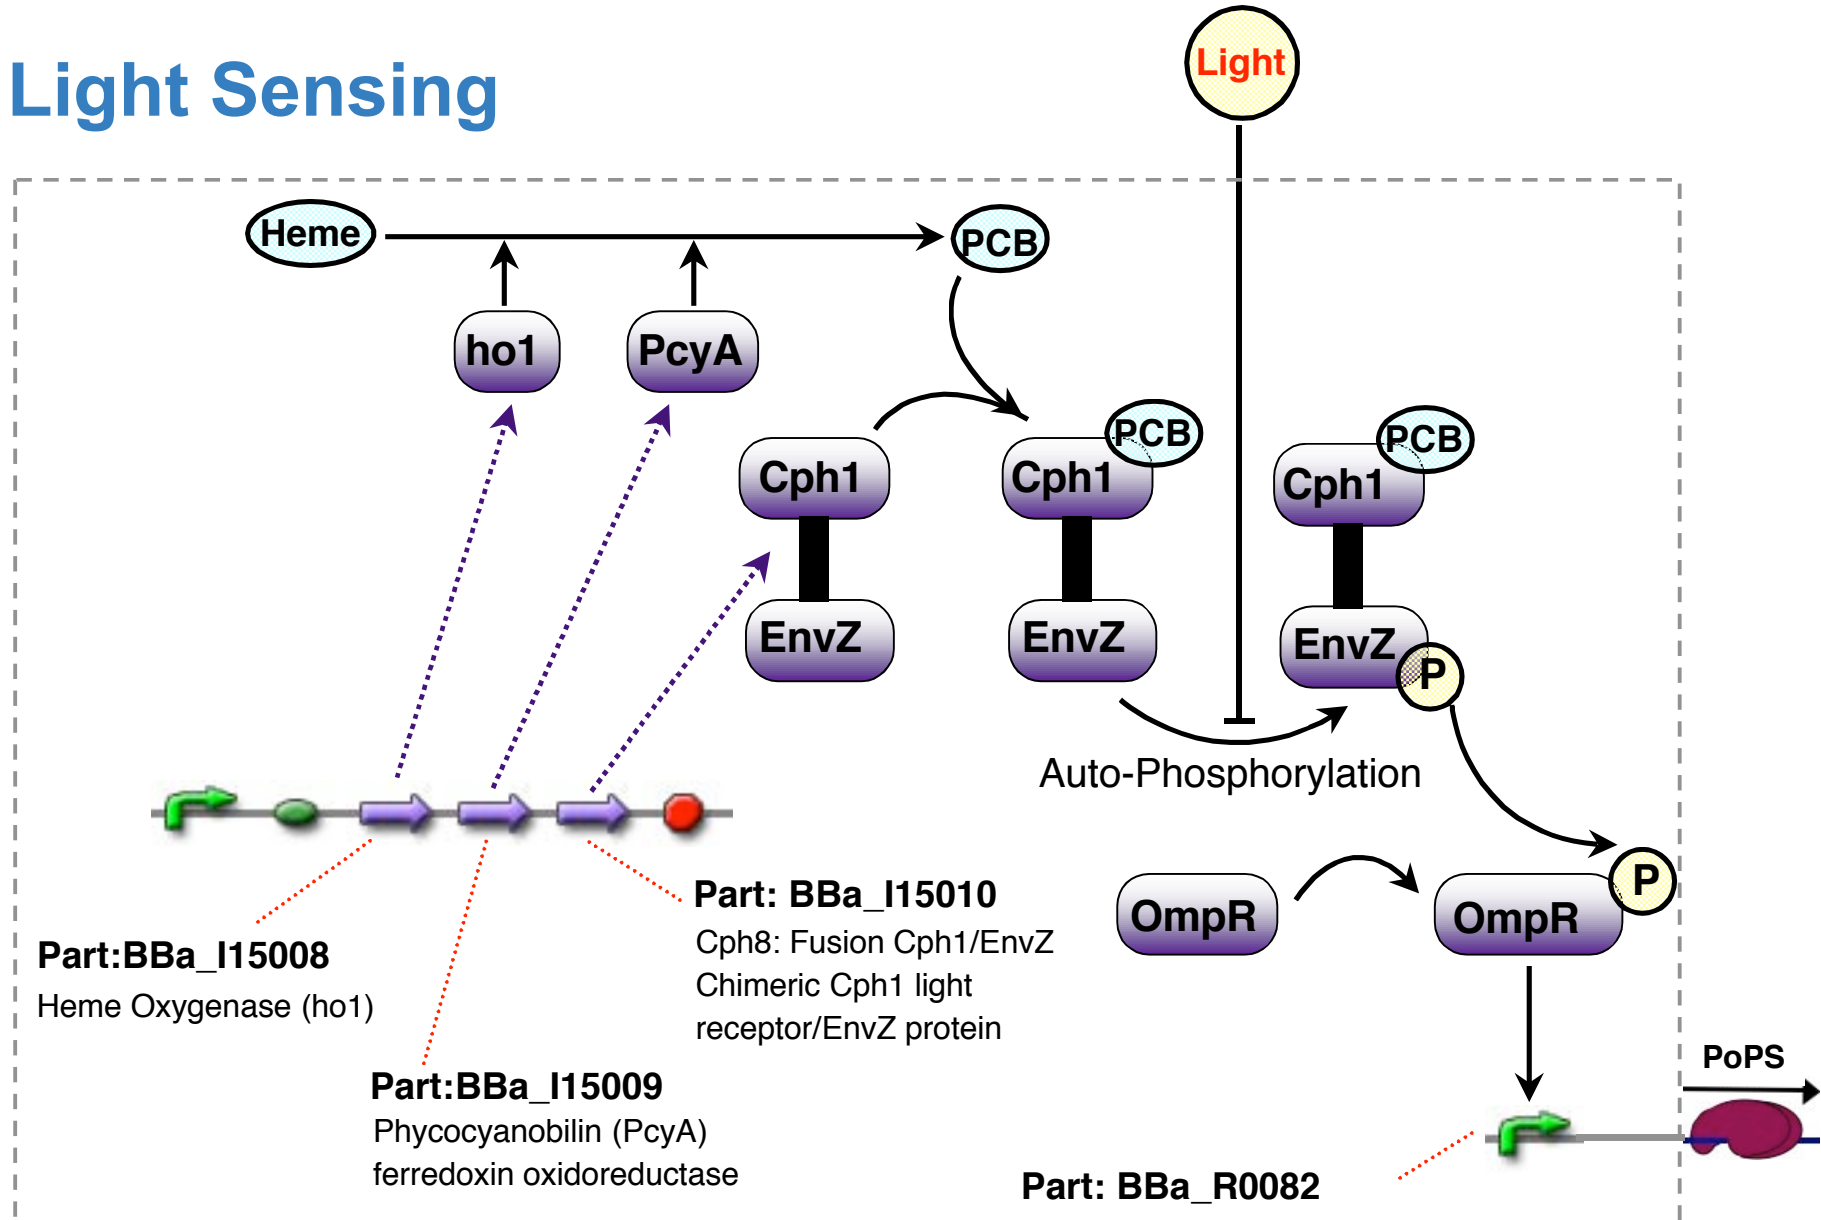 Light
Light Sensing
Heme
PCB
ho1
PcyA
PCB
PCB
Cph1
Cph1
Cph1
EnvZ
EnvZ
EnvZ
P
Auto-Phosphorylation
P
OmpR
OmpR
Part: BBa_I15010
Cph8: Fusion Cph1/EnvZ
Chimeric Cph1 light
receptor/EnvZ protein
Part:BBa_I15008
Heme Oxygenase (ho1)
Part:BBa_I15009
Phycocyanobilin (PcyA)
ferredoxin oxidoreductase
PoPS
Part: BBa_R0082